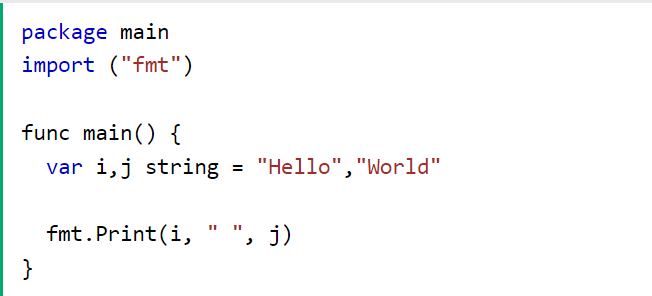 package main
import ("fmt")
func main() {
  var i,j string = "Hello","World"
  fmt.Print(i, " ", j)
}